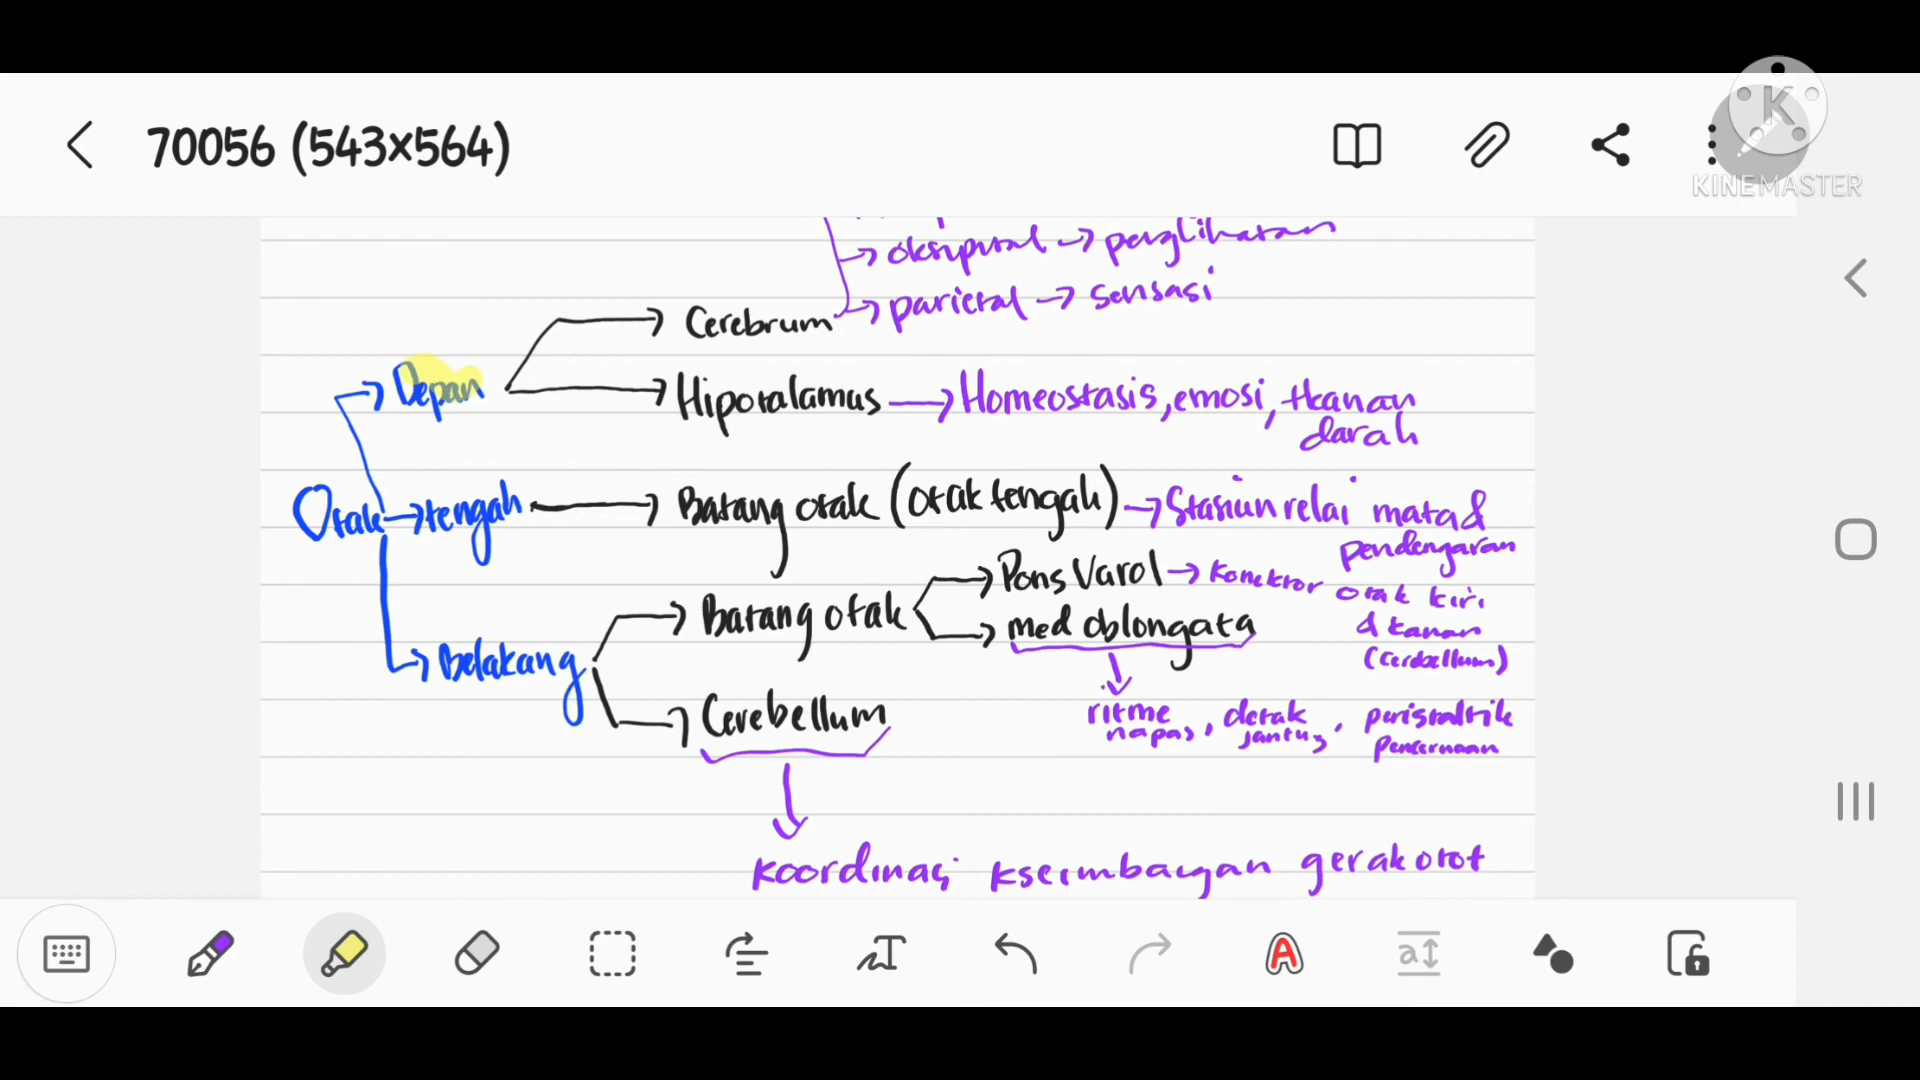 70056 (543x564)
KINEMASTER
→ oksipital → penglihatan
→ parietal → sensasi
→ Cerebrum
→ Depan
→ Hipotalamus → Homeostasis, emosi, tkanan
darah
Otak → tengah → Batang otak (otak tengah) → Stasiun relai mata &
pendengaran
→ Pons Varol → Konektor otak kiri
→ Batang otak
→ med oblongata
& kanan
(cerebellum)
→ Belakang
→ Cerebellum
ritme napas, detak jantung, peristaltik
pencernaan
koordinasi kseimbangan gerak otot
A